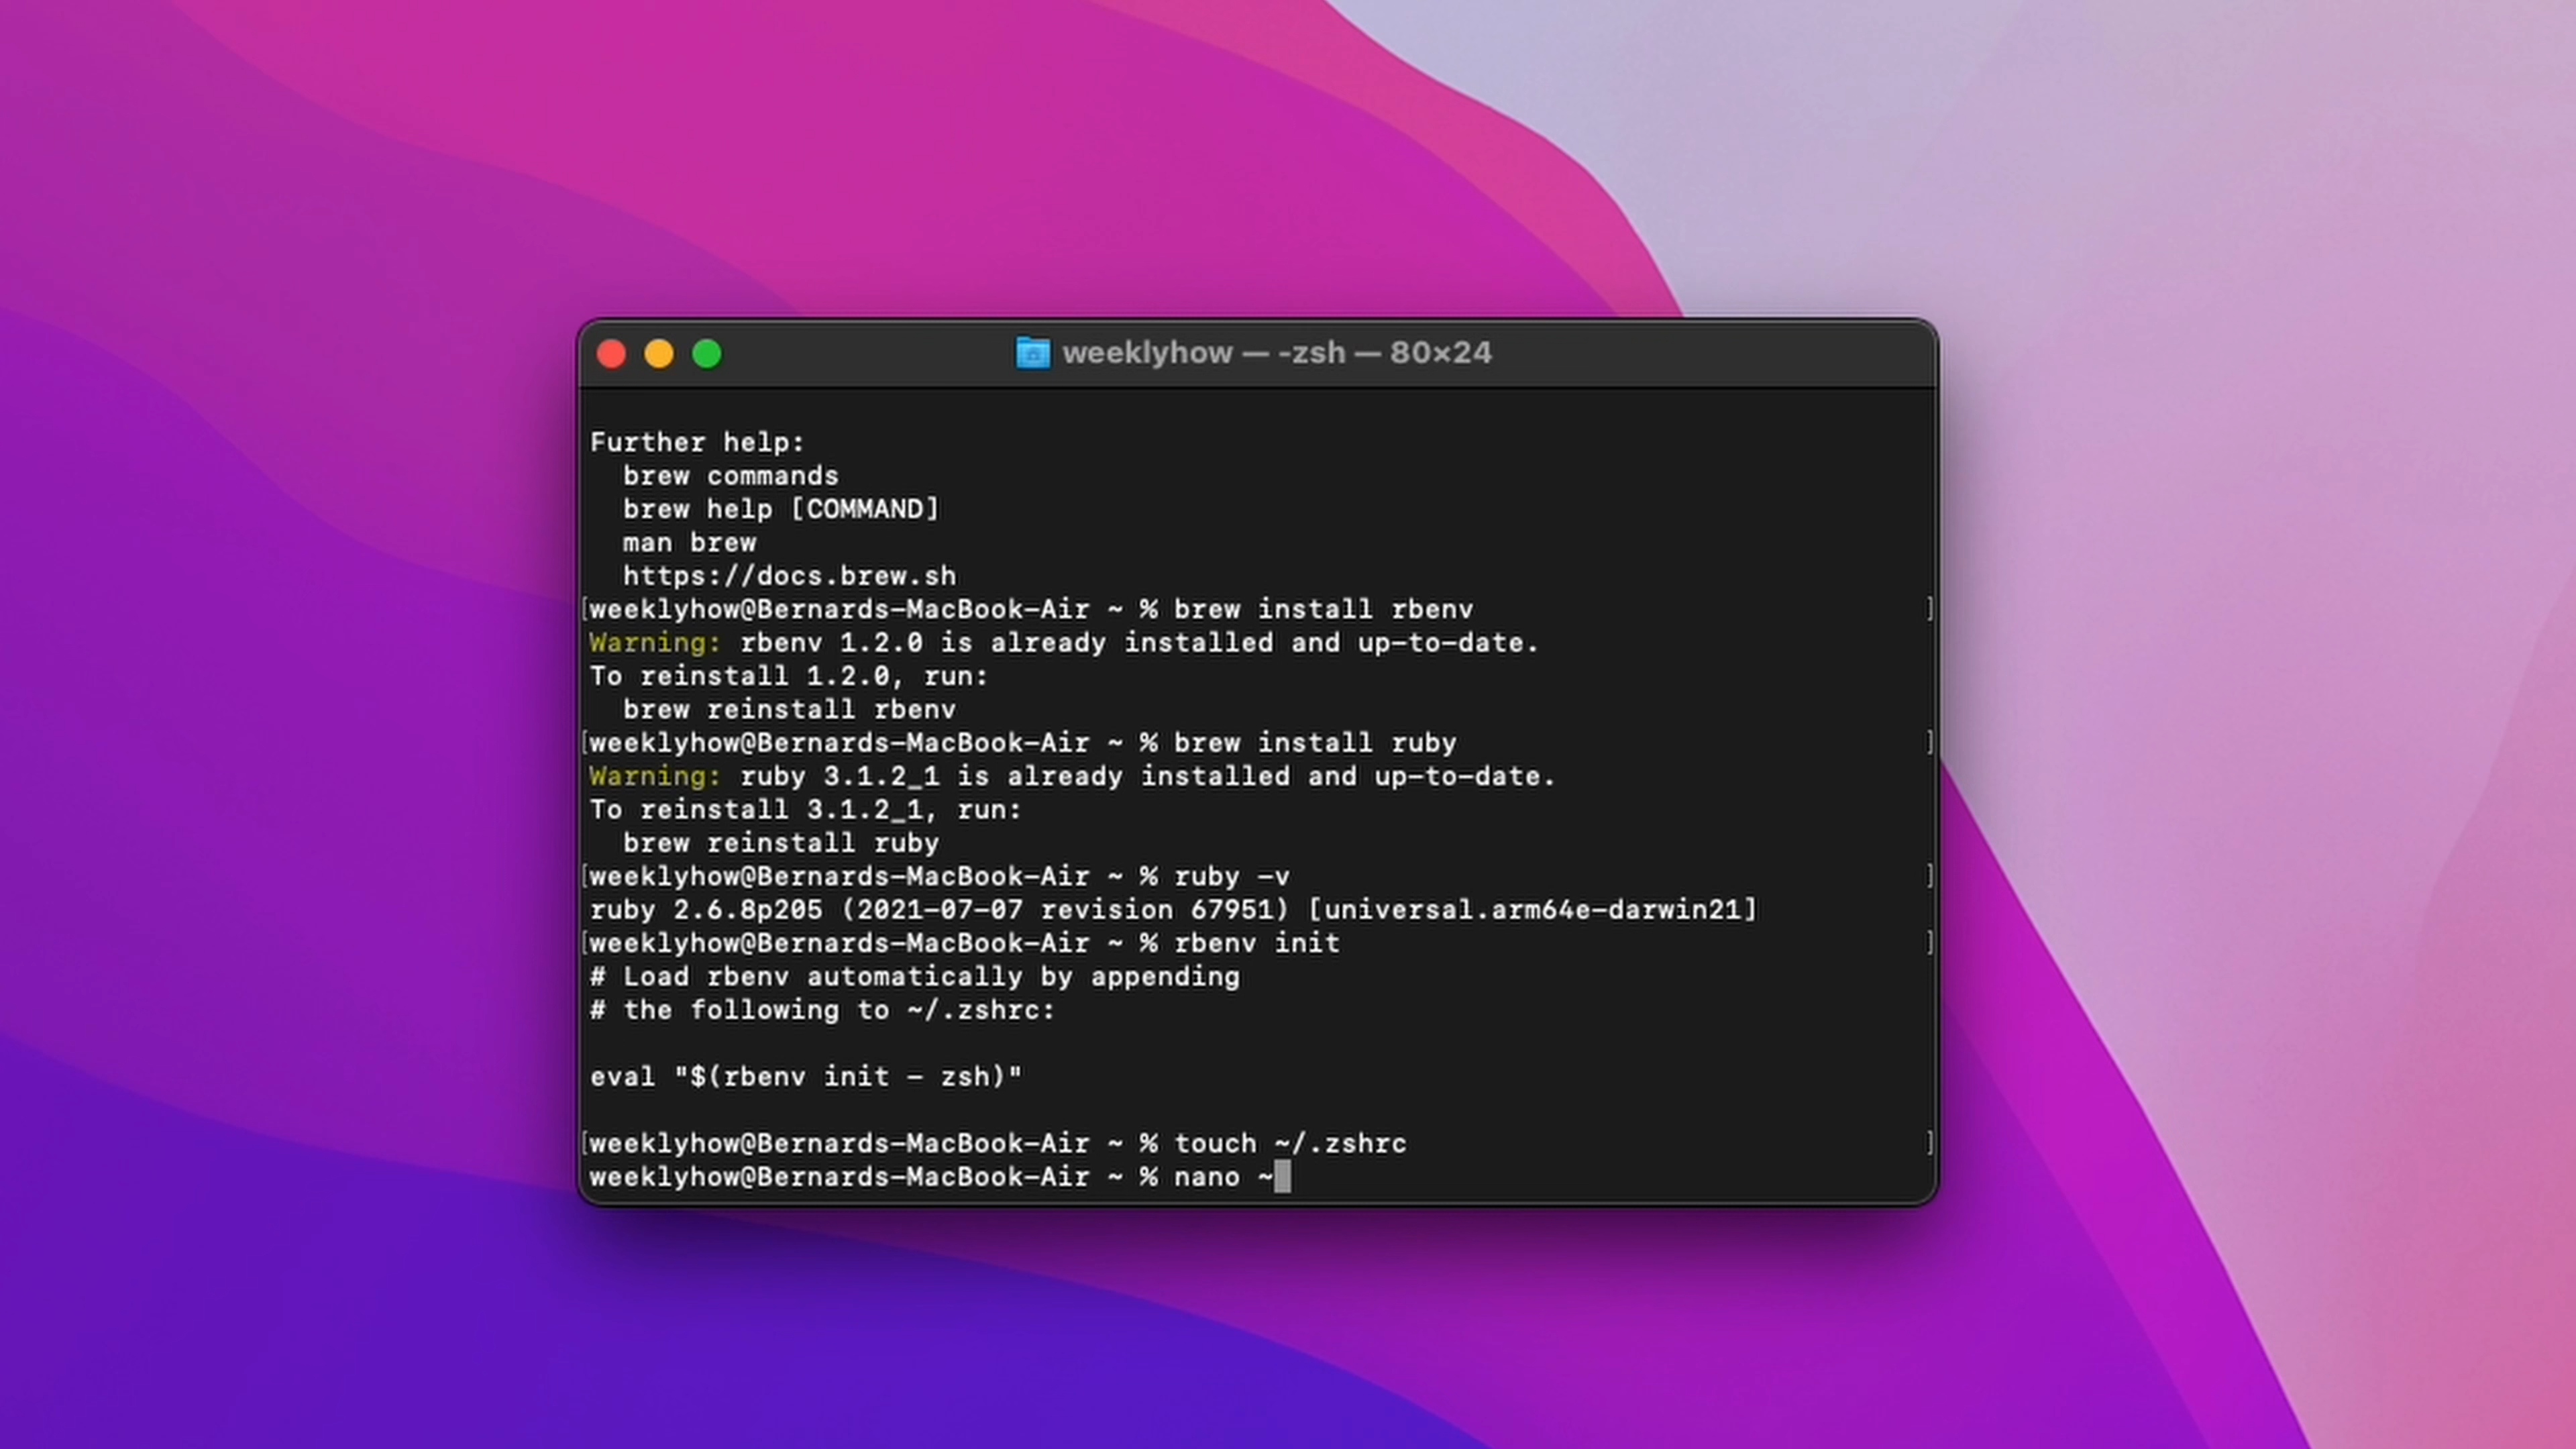 weeklyhow — -zsh — 80×24
Further help:
  brew commands
  brew help [COMMAND]
  man brew
  https://docs.brew.sh
[weeklyhow@Bernards-MacBook-Air ~ % brew install rbenv ]
Warning: rbenv 1.2.0 is already installed and up-to-date.
To reinstall 1.2.0, run:
  brew reinstall rbenv
[weeklyhow@Bernards-MacBook-Air ~ % brew install ruby ]
Warning: ruby 3.1.2_1 is already installed and up-to-date.
To reinstall 3.1.2_1, run:
  brew reinstall ruby
[weeklyhow@Bernards-MacBook-Air ~ % ruby -v ]
ruby 2.6.8p205 (2021-07-07 revision 67951) [universal.arm64e-darwin21]
[weeklyhow@Bernards-MacBook-Air ~ % rbenv init ]
# Load rbenv automatically by appending
# the following to ~/.zshrc:
eval "$(rbenv init - zsh)"
[weeklyhow@Bernards-MacBook-Air ~ % touch ~/.zshrc ]
weeklyhow@Bernards-MacBook-Air ~ % nano ~